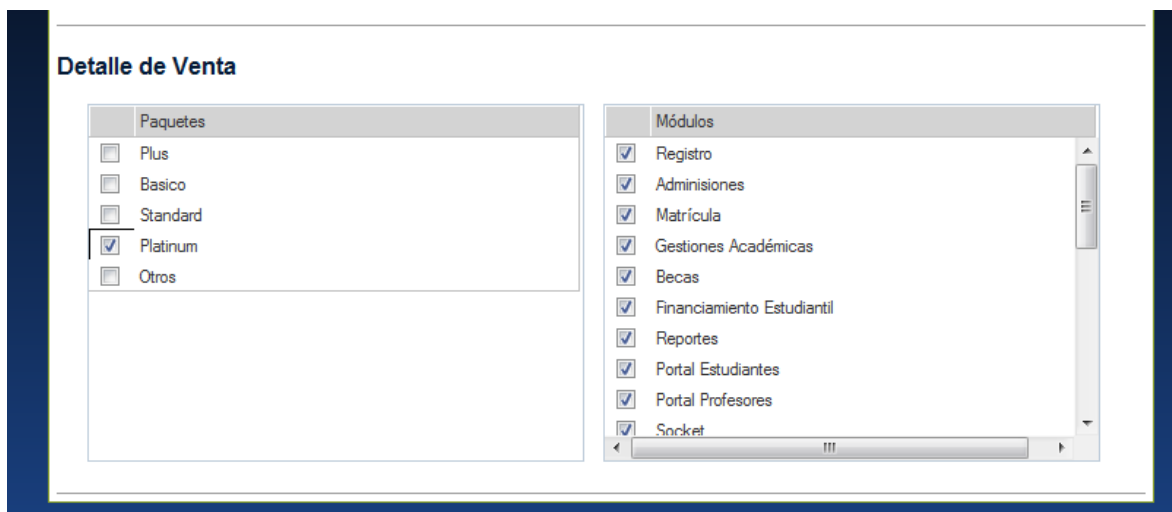 Detalle de Venta
Paquetes
Plus
Basico
Standard
Platinum
Otros
Módulos
Registro
Adminisiones
Matrícula
Gestiones Académicas
Becas
Financiamiento Estudiantil
Reportes
Portal Estudiantes
Portal Profesores
Socket